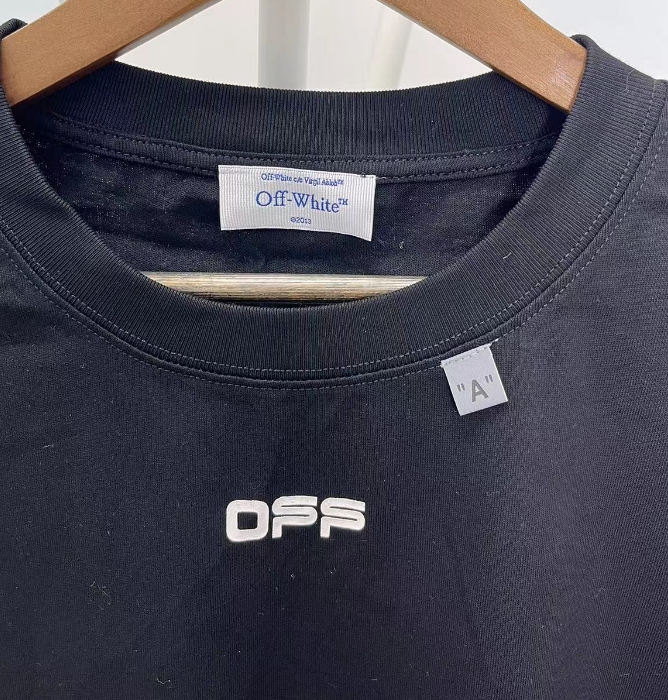 Off-White c/o Virgil Abloh™
Off-White™
©2013
"A"
OFF